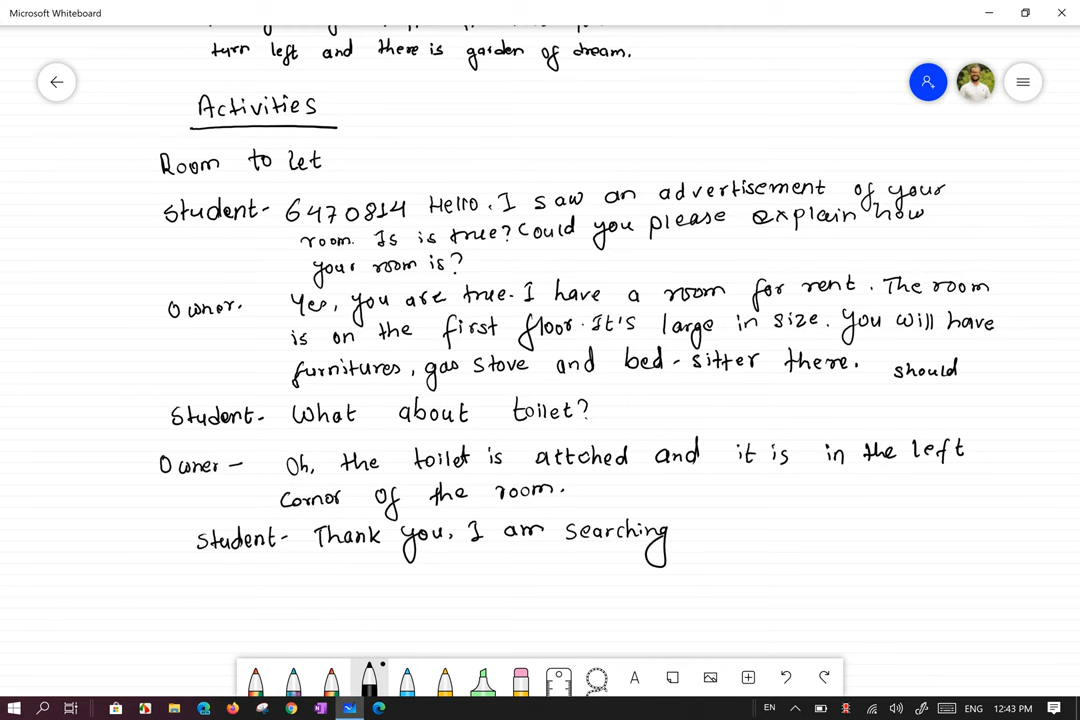 Microsoft Whiteboard
turn left and there is garden of dream.
Activities
Room to let
Student- 6470814 Hello. I saw an advertisement of your
room. Is is true? Could you please explain how
your room is?
Owner. Yes, you are true. I have a room for rent. The room
is on the first floor. It's large in size. You will have
furnitures, gas stove and bed-sitter there. should
Student- What about toilet?
Owner- Oh, the toilet is attched and it is in the left
cornor of the room.
Student- Thank you, I am searching
A
EN
ENG
12:43 PM